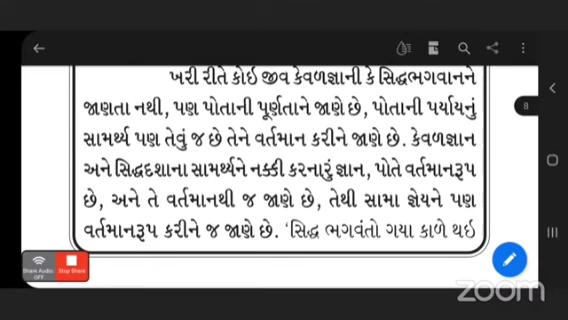 ખરી રીતે કોઇ જીવ કેવળજ્ઞાની કે સિદ્ધભગવાનને
જાણતા નથી, પણ પોતાની પૂર્ણતાને જાણે છે, પોતાની પર્યાયનું
સામર્થ્ય પણ તેવું જ છે તેને વર્તમાન કરીને જાણે છે. કેવળજ્ઞાન
અને સિદ્ધદશાના સામર્થ્યને નક્કી કરનારું જ્ઞાન, પોતે વર્તમાનરૂપ
છે, અને તે વર્તમાનથી જ જાણે છે, તેથી સામા જ્ઞેયને પણ
વર્તમાનરૂપ કરીને જ જાણે છે. ‘સિદ્ધ ભગવંતો ગયા કાળે થઇ
8
Share Audio: OFF
Stop Share
zoom